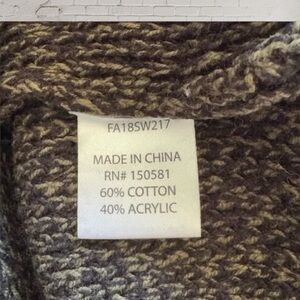 FA18SW217
MADE IN CHINA
RN# 150581
60% COTTON
40% ACRYLIC